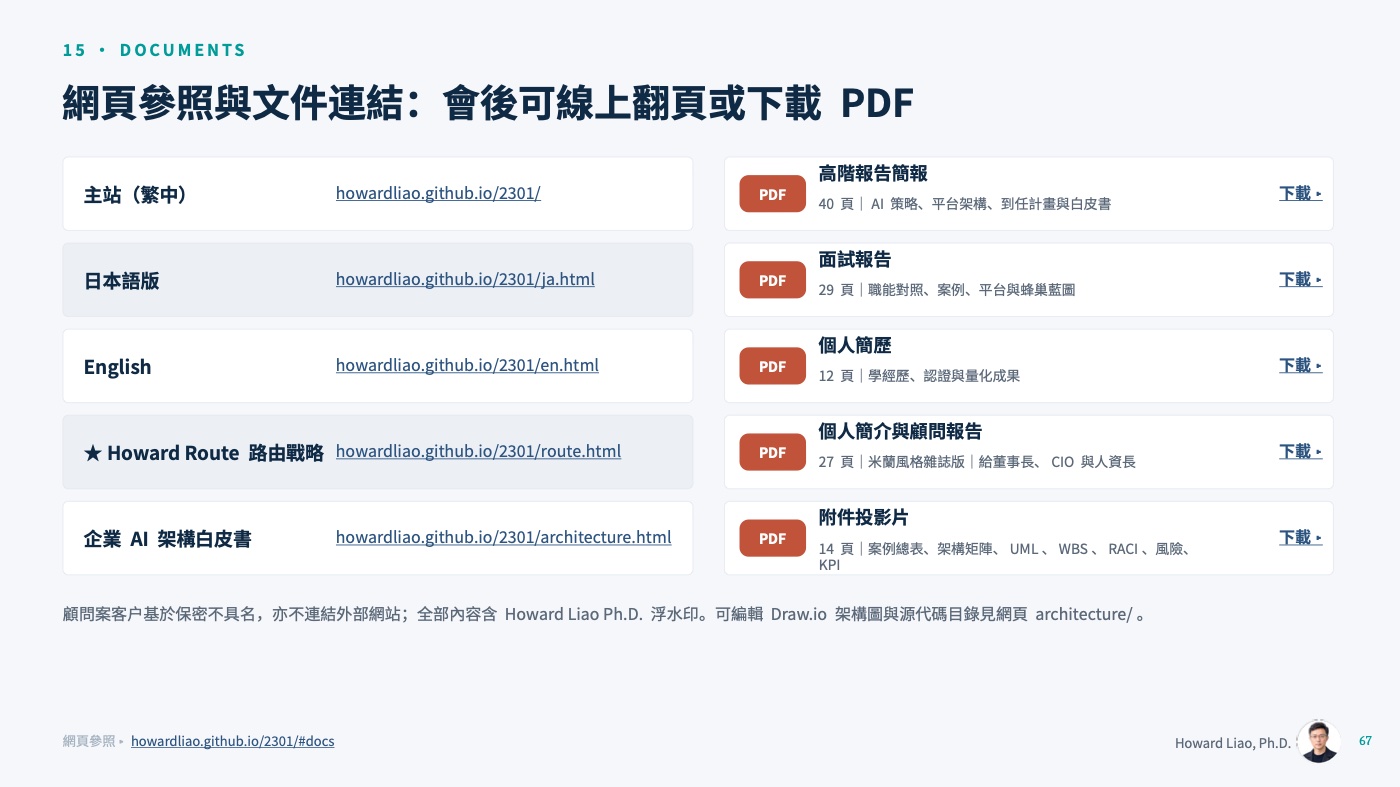 15 • DOCUMENTS
網頁參照與文件連結：會後可線上翻頁或下載 PDF
主站（繁中）
howardliao.github.io/2301/
日本語版
howardliao.github.io/2301/ja.html
English
howardliao.github.io/2301/en.html
★ Howard Route 路由戰略
howardliao.github.io/2301/route.html
企業 AI 架構白皮書
howardliao.github.io/2301/architecture.html
PDF
高階報告簡報
40 頁｜ AI 策略、平台架構、到任計畫與白皮書
下載 ▸
PDF
面試報告
29 頁｜職能對照、案例、平台與蜂巢藍圖
下載 ▸
PDF
個人簡歷
12 頁｜學經歷、認證與量化成果
下載 ▸
PDF
個人簡介與顧問報告
27 頁｜米蘭風格雜誌版｜給董事長、 CIO 與人資長
下載 ▸
PDF
附件投影片
14 頁｜案例總表、架構矩陣、 UML 、 WBS 、 RACI 、風險、
KPI
下載 ▸
顧問案客戶基於保密不具名，亦不連結外部網站；全部內容含 Howard Liao Ph.D. 浮水印。可編輯 Draw.io 架構圖與源代碼目錄見網頁 architecture/ 。
網頁參照 ▸ howardliao.github.io/2301/#docs
Howard Liao, Ph.D.
67